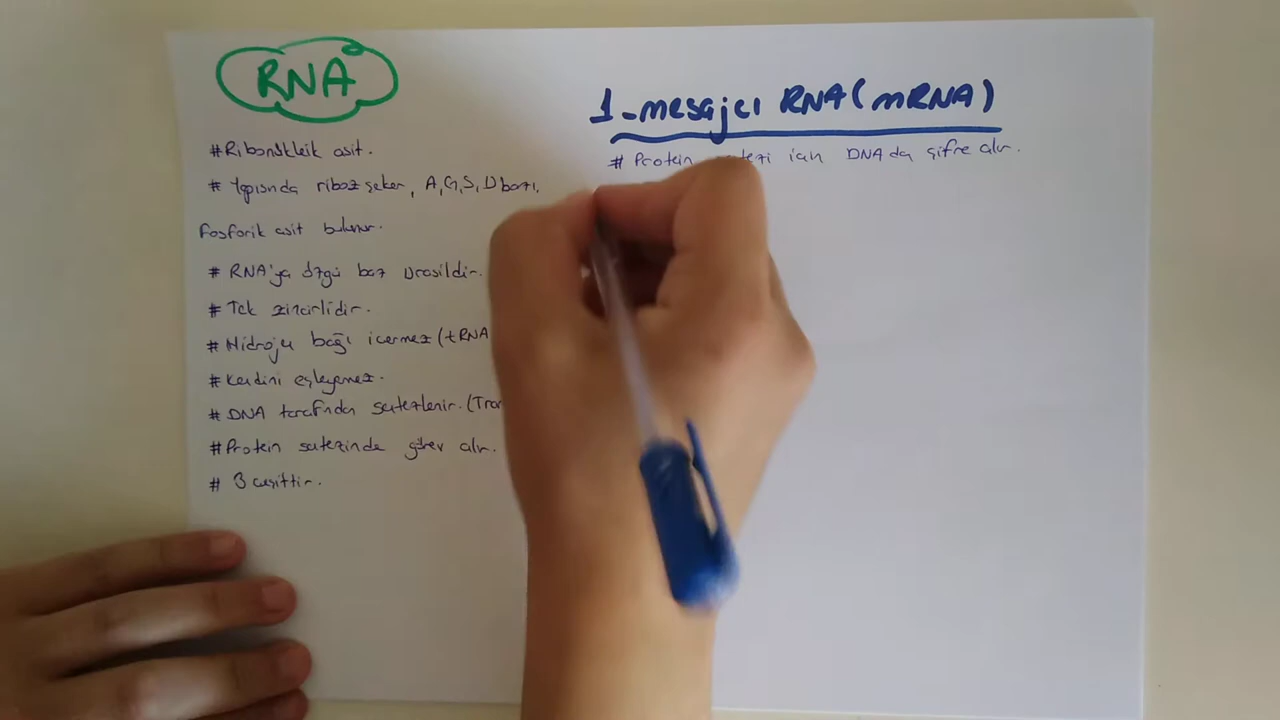 RNA
#Ribonükleik asit.
# Yapısında riboz şeker, A,G,S,U bazı,
fosforik asit bulunur.
# RNA'ya özgü baz Urasildir.
# Tek zincirlidir.
# Hidrojen bağı içermez (tRNA
# Kendini eşleyemez.
# DNA tarafından sentezlenir. (Tran
#Protein sentezinde görev alır.
# 3 çeşittir.
1-mesajcı RNA (mRNA)
# Protein için DNA da şifre alır.